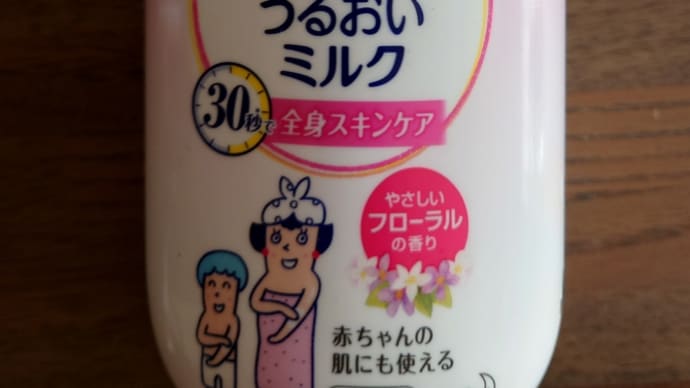 うるおい
ミルク
30秒で
全身スキンケア
やさしい
フローラル
の香り
赤ちゃんの
肌にも使える